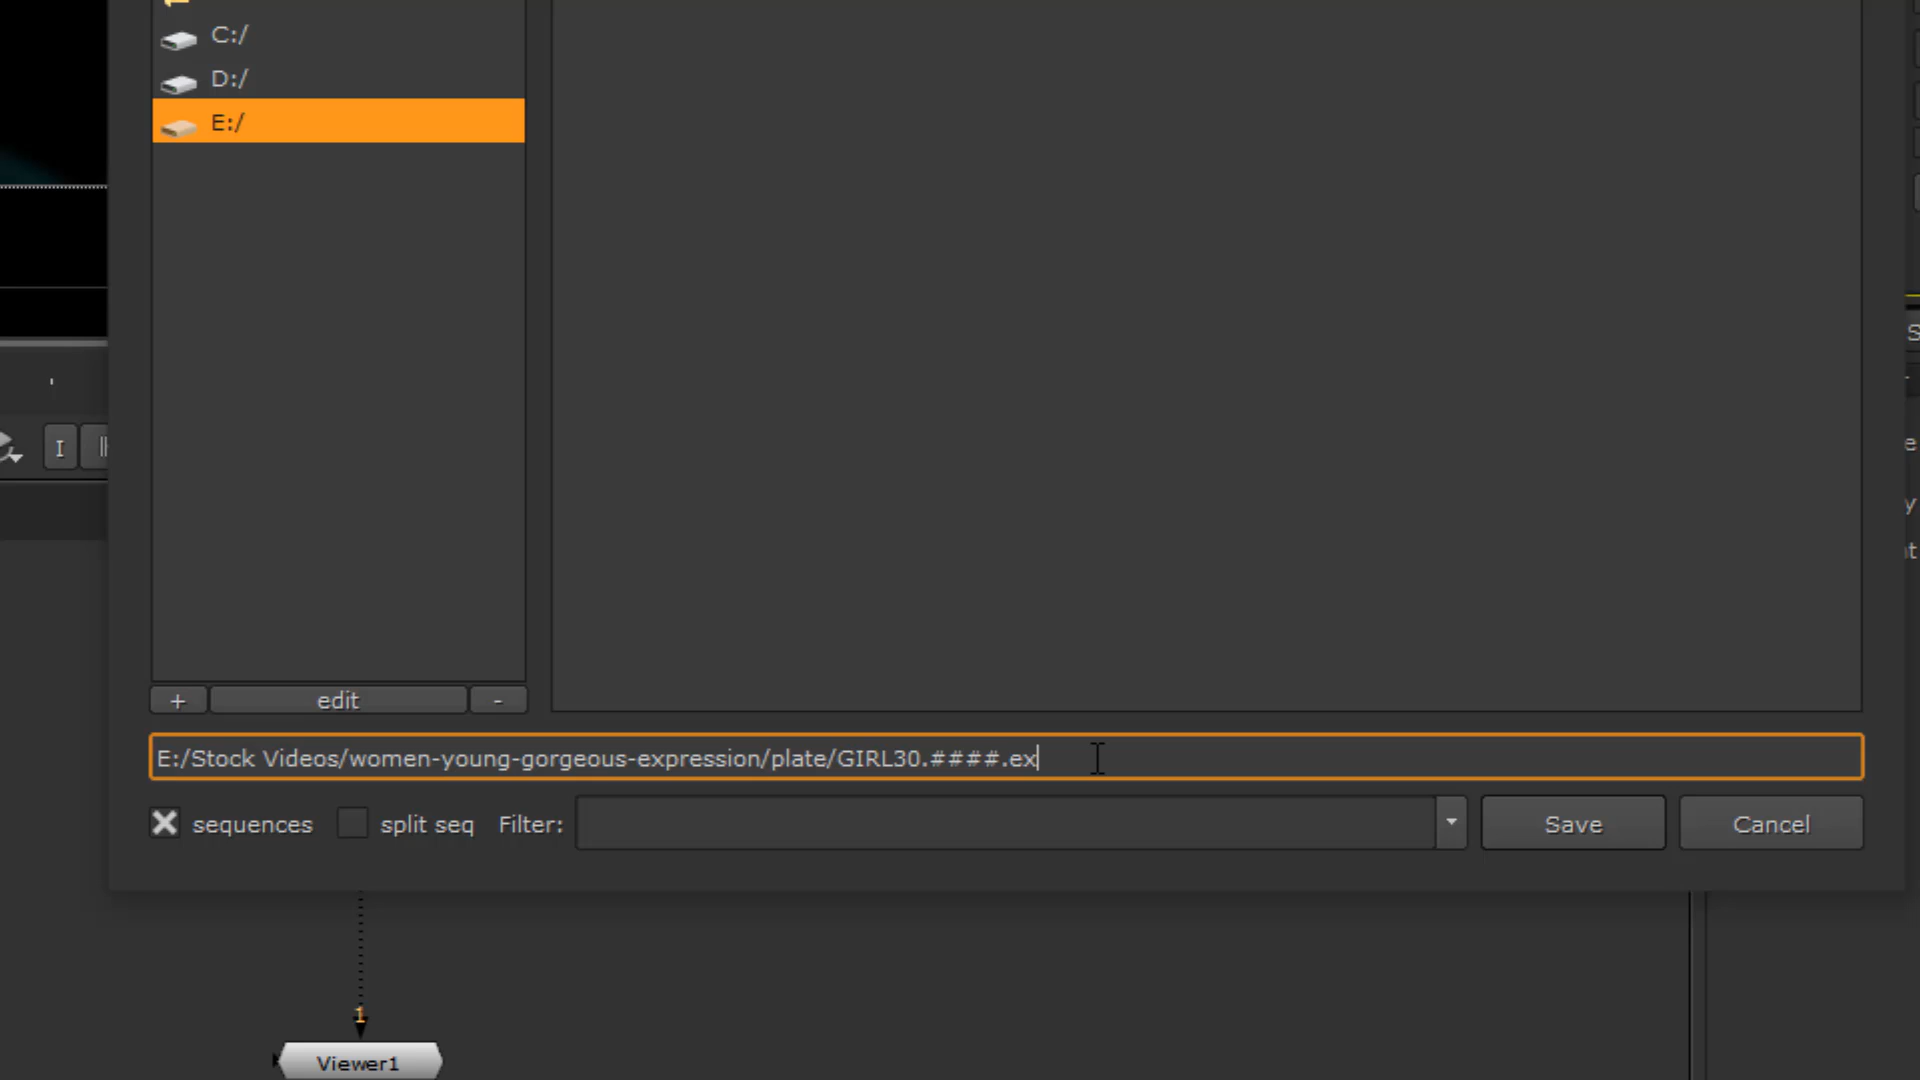 C:/
D:/
E:/
I
+ edit -
E:/Stock Videos/women-young-gorgeous-expression/plate/GIRL30.####.ex
sequences split seq Filter: Save Cancel
1
Viewer1